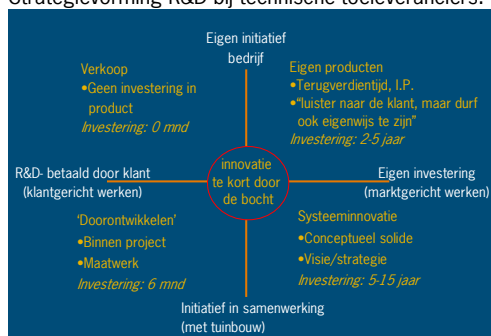 Strategievorming R&D bij technische toeleveranciers:
Eigen initiatief
bedrijf
Verkoop
•Geen investering in
product
Investering: 0 mnd
Eigen producten
•Terugverdientijd, I.P.
•“luister naar de klant, maar durf
ook eigenwijs te zijn”
Investering: 2-5 jaar
R&D- betaald door klant
(klantgericht werken)
innovatie
te kort door
de bocht
Eigen investering
(marktgericht werken)
‘Doorontwikkelen’
•Binnen project
•Maatwerk
Investering: 6 mnd
Systeeminnovatie
•Conceptueel solide
•Visie/strategie
Investering: 5-15 jaar
Initiatief in samenwerking
(met tuinbouw)